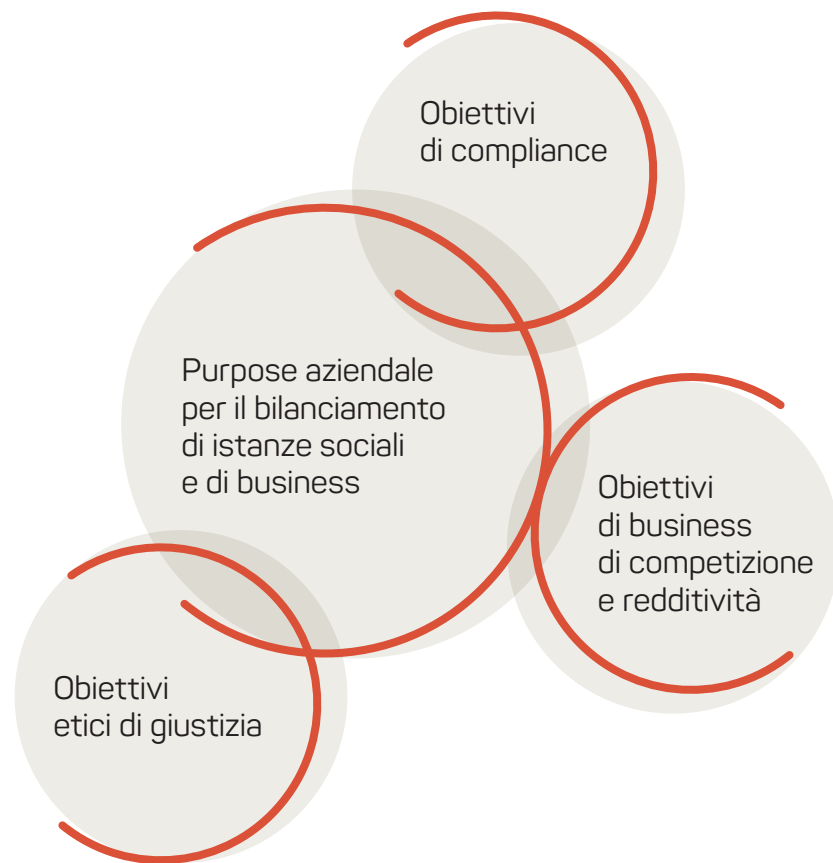 Obiettivi
di compliance
Purpose aziendale
per il bilanciamento
di istanze sociali
e di business
Obiettivi
di business
di competizione
e redditività
Obiettivi
etici di giustizia